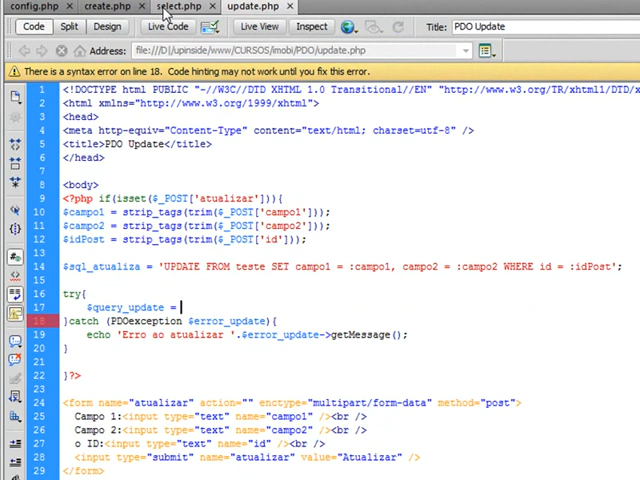 config.php × create.php × select.php × update.php ×
Code Split Design Live Code Live View Inspect Title: PDO Update
Address: file:///D|/upinside/www/CURSOS/imobi/PDO/update.php
There is a syntax error on line 18. Code hinting may not work until you fix this error.
1 <!DOCTYPE html PUBLIC "-//W3C//DTD XHTML 1.0 Transitional//EN" "http://www.w3.org/TR/xhtml1/DTD/x
2 <html xmlns="http://www.w3.org/1999/xhtml">
3 <head>
4 <meta http-equiv="Content-Type" content="text/html; charset=utf-8" />
5 <title>PDO Update</title>
6 </head>
7
8 <body>
9 <?php if(isset($_POST['atualizar'])){
10 $campo1 = strip_tags(trim($_POST['campo1']));
11 $campo2 = strip_tags(trim($_POST['campo2']));
12 $idPost = strip_tags(trim($_POST['id']));
13
14 $sql_atualiza = 'UPDATE FROM teste SET campo1 = :campo1, campo2 = :campo2 WHERE id = :idPost';
15
16 try{
17 $query_update =
18 }catch (PDOexception $error_update){
19 echo 'Erro ao atualizar '.$error_update->getMessage();
20 }
21
22 }?>
23
24 <form name="atualizar" action="" enctype="multipart/form-data" method="post">
25 Campo 1:<input type="text" name="campo1" /><br />
26 Campo 2:<input type="text" name="campo2" /><br />
27 o ID:<input type="text" name="id" /><br />
28 <input type="submit" name="atualizar" value="Atualizar" />
29 </form>